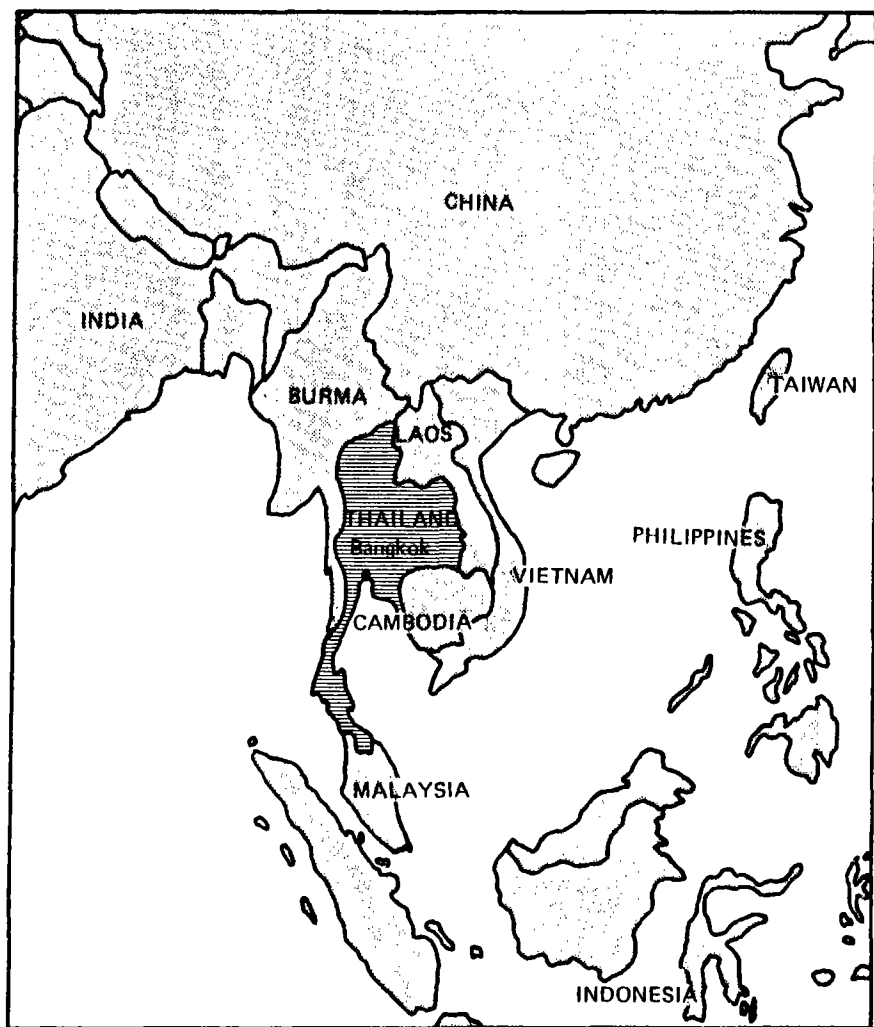 CHINA
INDIA
BURMA
TAIWAN
LAOS
THAILAND
Bangkok
PHILIPPINES
VIETNAM
CAMBODIA
MALAYSIA
INDONESIA